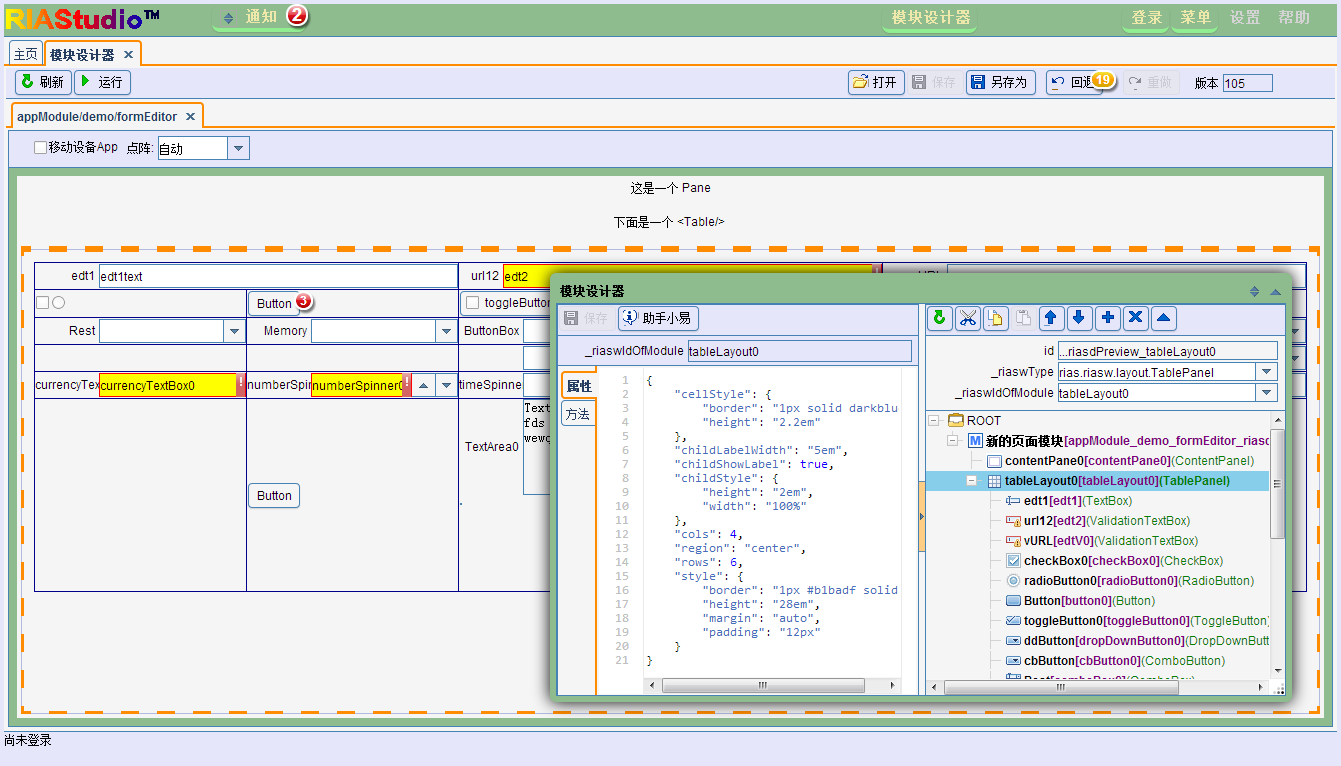 RIAStudio™ 通知 2 模块设计器 登录 菜单 设置 帮助
主页 模块设计器 ×
刷新 运行 打开 保存 另存为 回退 19 重做 版本 105
appModule/demo/formEditor ×
移动设备App 点阵: 自动
这是一个 Pane
下面是一个 <Table/>
edt1 edt1text url12 edt2
Button 3 toggleButton
Rest Memory ButtonBox
currencyTex currencyTextBox0 ! numberSpin numberSpinner0 ! timeSpinne
TextArea0
Text
fds
wewq
Button
模块设计器
保存 助手小易
_riaswIdOfModule tableLayout0
属性
方法
1 {
2 "cellStyle": {
3 "border": "1px solid darkblu
4 "height": "2.2em"
5 },
6 "childLabelWidth": "5em",
7 "childShowLabel": true,
8 "childStyle": {
9 "height": "2em",
10 "width": "100%"
11 },
12 "cols": 4,
13 "region": "center",
14 "rows": 6,
15 "style": {
16 "border": "1px #b1badf solid
17 "height": "28em",
18 "margin": "auto",
19 "padding": "12px"
20 }
21 }
id ...riasdPreview_tableLayout0
_riaswType rias.riasw.layout.TablePanel
_riaswIdOfModule tableLayout0
ROOT
M 新的页面模块[appModule_demo_formEditor_riasd
contentPane0[contentPane0](ContentPanel)
tableLayout0[tableLayout0](TablePanel)
edt1[edt1](TextBox)
url12[edt2](ValidationTextBox)
vURL[edtV0](ValidationTextBox)
checkBox0[checkBox0](CheckBox)
radioButton0[radioButton0](RadioButton)
Button[button0](Button)
toggleButton0[toggleButton0](ToggleButton)
ddButton[dropDownButton0](DropDownButt
cbButton[cbButton0](ComboButton)
Rest[comboBox0](ComboBox)
尚未登录